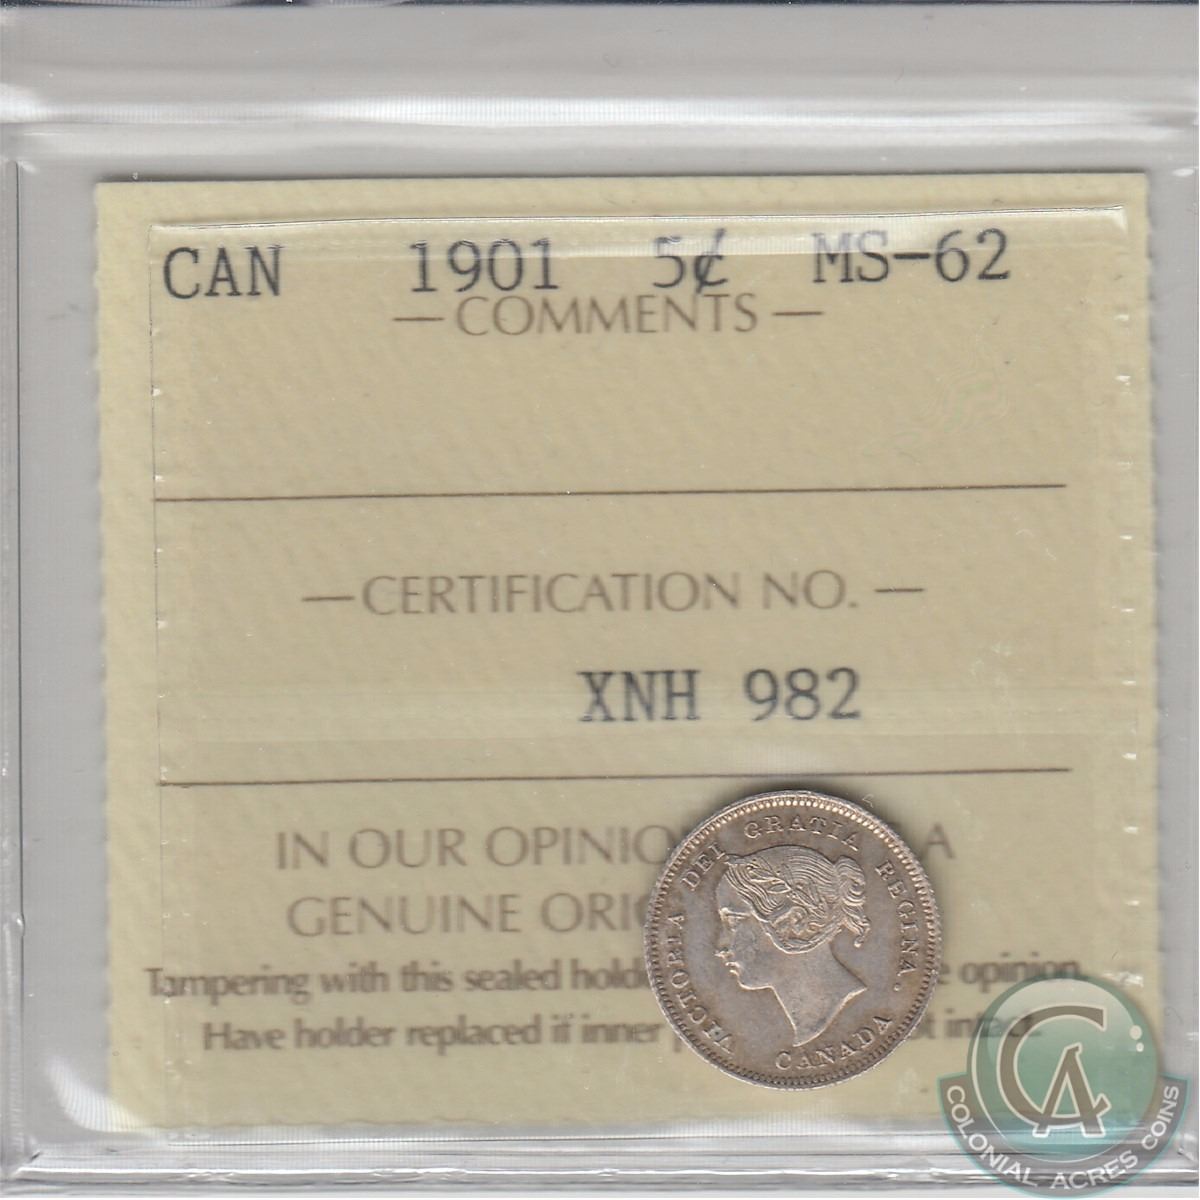 CAN 1901 5¢ MS-62
— COMMENTS —
— CERTIFICATION NO. —
XNH 982
IN OUR OPINIO A
GENUINE ORIG
Tampering with this sealed hold opinion.
Have holder replaced if inner intact
VICTORIA DEI GRATIA REGINA.
CANADA
CA
COLONIAL ACRES COINS